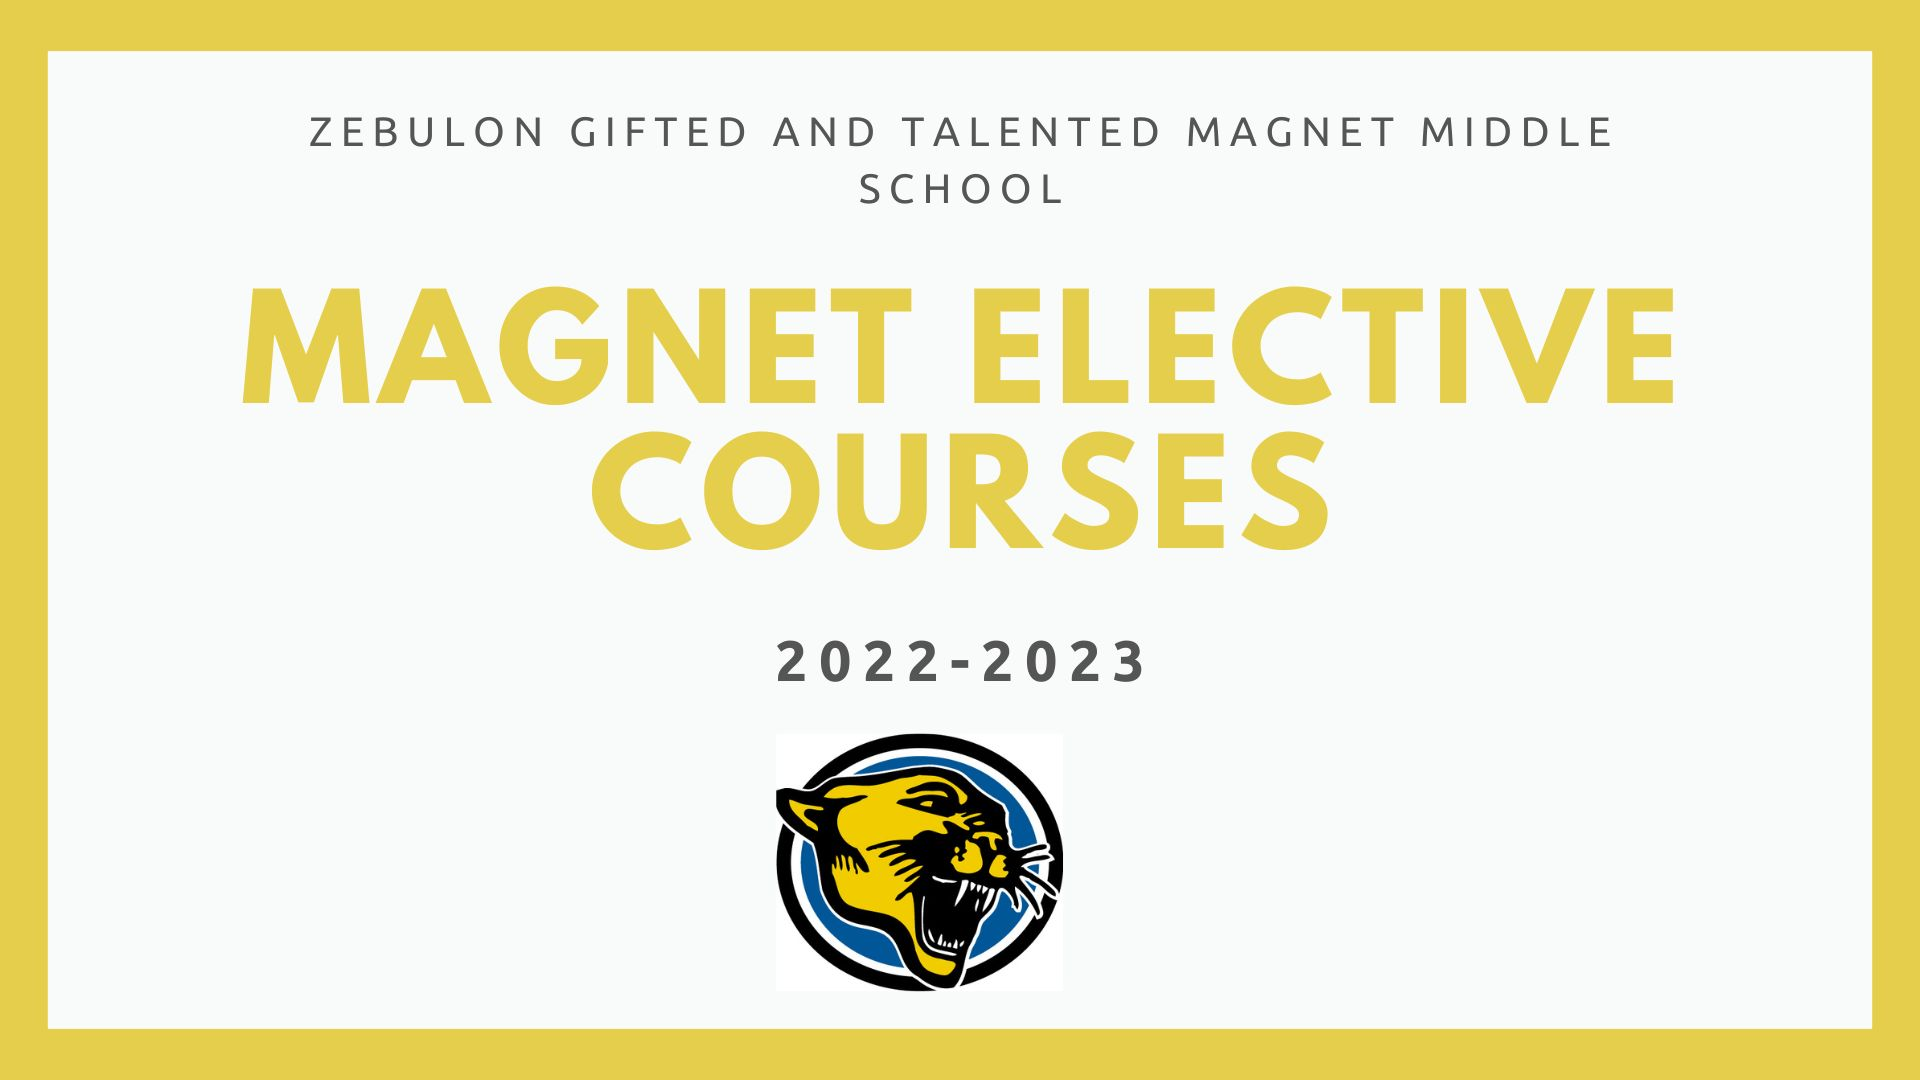 ZEBULON GIFTED AND TALENTED MAGNET MIDDLE
SCHOOL
MAGNET ELECTIVE
COURSES
2022-2023